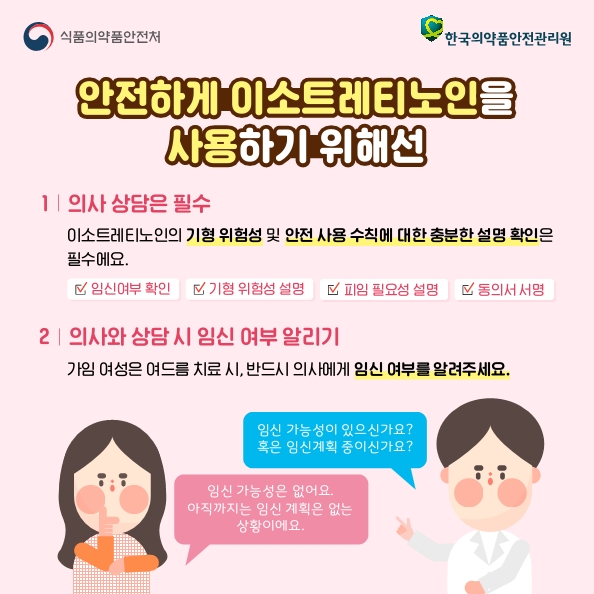 식품의약품안전처
한국의약품안전관리원
안전하게 이소트레티노인을
사용하기 위해선
1 | 의사 상담은 필수
이소트레티노인의 기형 위험성 및 안전 사용 수칙에 대한 충분한 설명 확인은
필수에요.
☑ 임신여부 확인 ☑ 기형 위험성 설명 ☑ 피임 필요성 설명 ☑ 동의서 서명
2 | 의사와 상담 시 임신 여부 알리기
가임 여성은 여드름 치료 시, 반드시 의사에게 임신 여부를 알려주세요.
임신 가능성이 있으신가요?
혹은 임신계획 중이신가요?
임신 가능성은 없어요.
아직까지는 임신 계획은 없는
상황이에요.